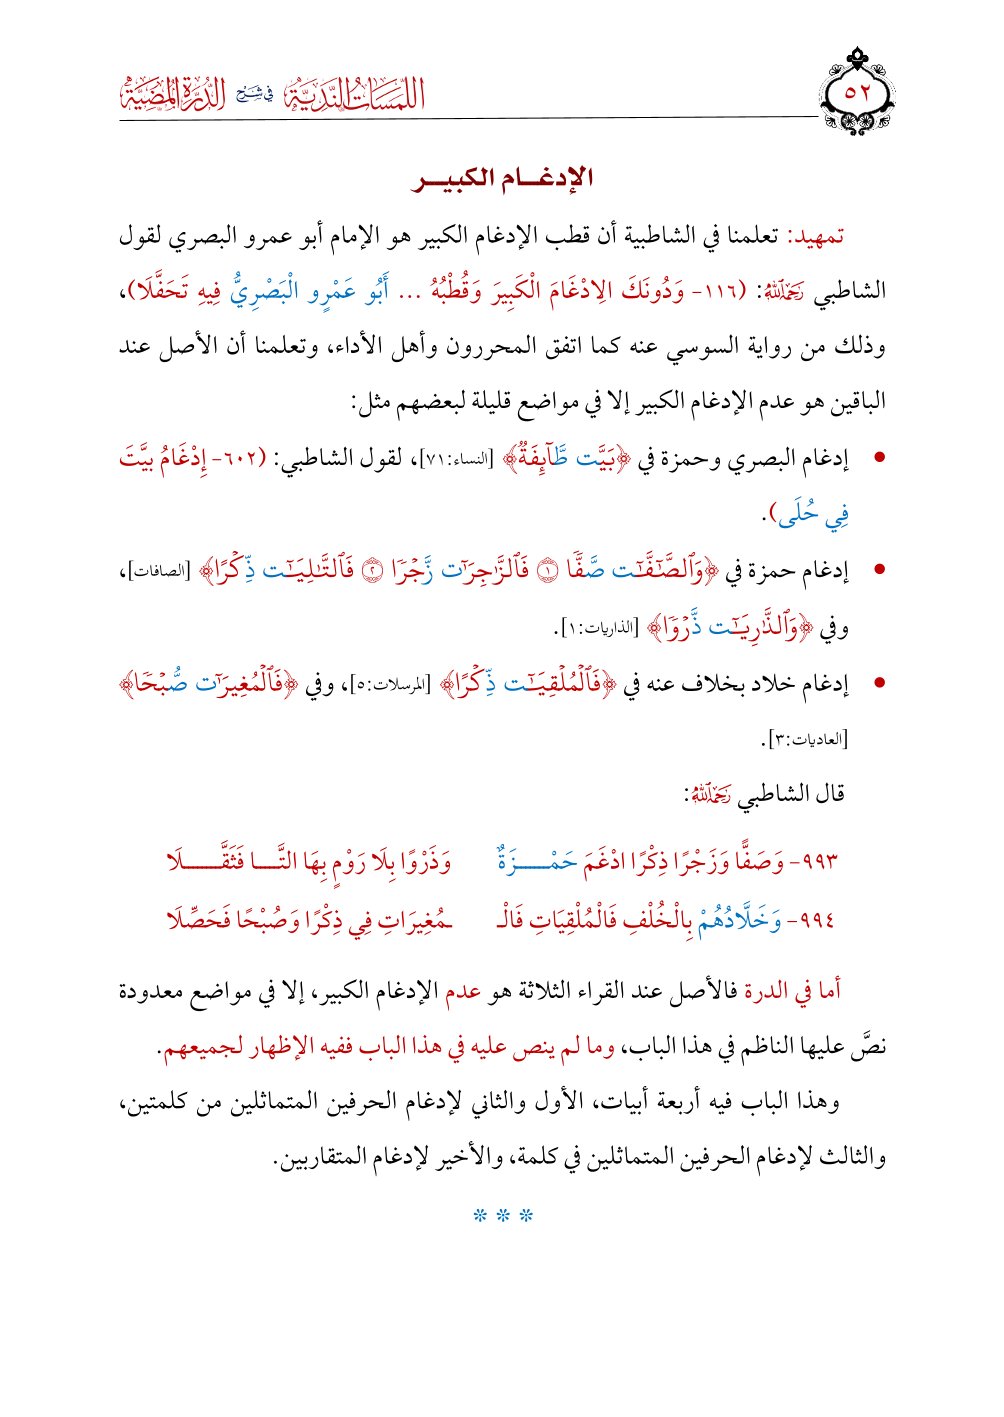 ٥٢
اللمسات الندية في شرح الدرة المضية
الإدغـــام الكبيـــر
تمهيد: تعلمنا في الشاطبية أن قطب الإدغام الكبير هو الإمام أبو عمرو البصري لقول
الشاطبي رَحِمَهُ ٱللَّهُ: (١١٦- وَدُونَكَ الِادْغَامَ الْكَبِيرَ وَقُطْبُهُ ... أَبُو عَمْرٍو الْبَصْرِيُّ فِيهِ تَحَفَّلَا)،
وذلك من رواية السوسي عنه كما اتفق المحررون وأهل الأداء، وتعلمنا أن الأصل عند
الباقين هو عدم الإدغام الكبير إلا في مواضع قليلة لبعضهم مثل:
• إدغام البصري وحمزة في ﴿بَيَّت طَّآئِفَةٌ﴾ [النساء:٧١]، لقول الشاطبي: (٦٠٢- إِدْغَامُ بيَّتَ
فِي حُلَى).
• إدغام حمزة في ﴿وَٱلصَّٰٓفَّٰت صَّفّٗا ١ فَٱلزَّٰجِرَٰت زَّجۡرٗا ٢ فَٱلتَّٰلِيَٰت ذِّكۡرًا﴾ [الصافات]،
وفي ﴿وَٱلذَّٰرِيَٰت ذَّرۡوٗا﴾ [الذاريات:١].
• إدغام خلاد بخلاف عنه في ﴿فَٱلۡمُلۡقِيَٰت ذِّكۡرًا﴾ [المرسلات:٥]، وفي ﴿فَٱلۡمُغِيرَٰت صُّبۡحٗا﴾
[العاديات:٣].
قال الشاطبي رَحِمَهُ ٱللَّهُ:
٩٩٣- وَصَفًّا وَزَجْرًا ذِكْرًا ادْغَمَ حَمْـــزَةٌ وَذَرْوًا بِلَا رَوْمٍ بِهَا التَّـــا فَثَقَّـــــلَا
٩٩٤- وَخَلَّادُهُمْ بِالْخُلْفِ فَالْمُلْقِيَاتِ فَالْـ ـمُغِيرَاتِ فِي ذِكْرًا وَصُبْحًا فَحَصِّلَا
أما في الدرة فالأصل عند القراء الثلاثة هو عدم الإدغام الكبير، إلا في مواضع معدودة
نصَّ عليها الناظم في هذا الباب، وما لم ينص عليه في هذا الباب ففيه الإظهار لجميعهم.
وهذا الباب فيه أربعة أبيات، الأول والثاني لإدغام الحرفين المتماثلين من كلمتين،
والثالث لإدغام الحرفين المتماثلين في كلمة، والأخير لإدغام المتقاربين.
* * *